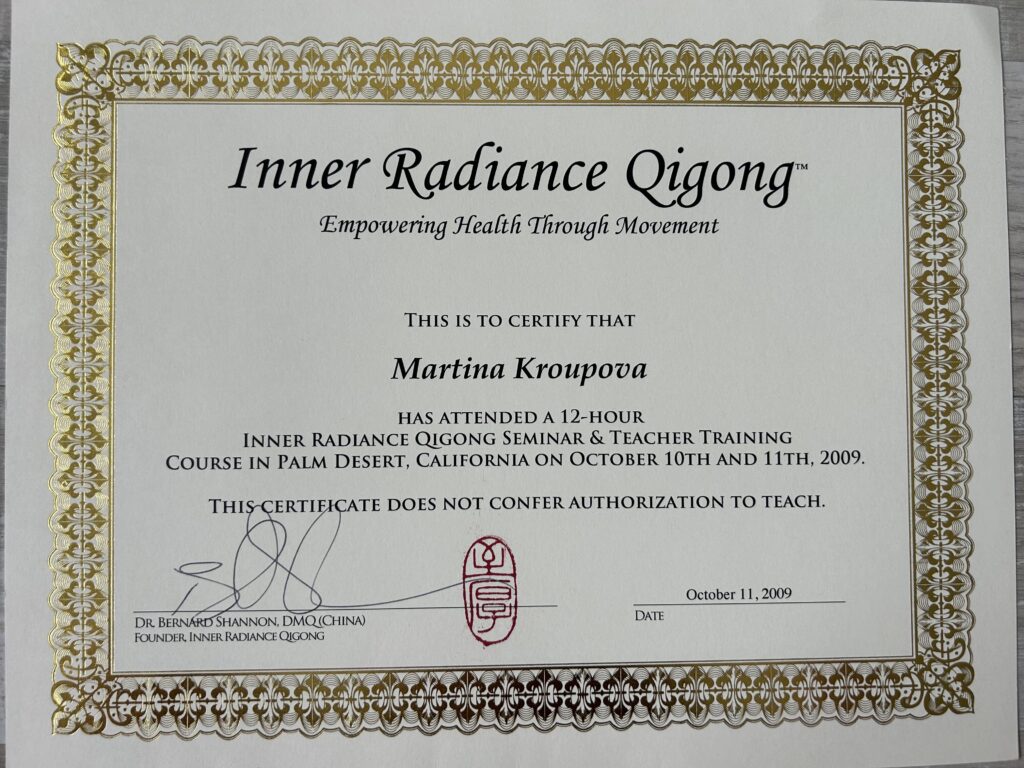 Inner Radiance Qigong™
Empowering Health Through Movement
THIS IS TO CERTIFY THAT
Martina Kroupova
HAS ATTENDED A 12-HOUR
INNER RADIANCE QIGONG SEMINAR & TEACHER TRAINING
COURSE IN PALM DESERT, CALIFORNIA ON OCTOBER 10TH AND 11TH, 2009.
THIS CERTIFICATE DOES NOT CONFER AUTHORIZATION TO TEACH.
October 11, 2009
DR. BERNARD SHANNON, DMQ (CHINA)
DATE
FOUNDER, INNER RADIANCE QIGONG